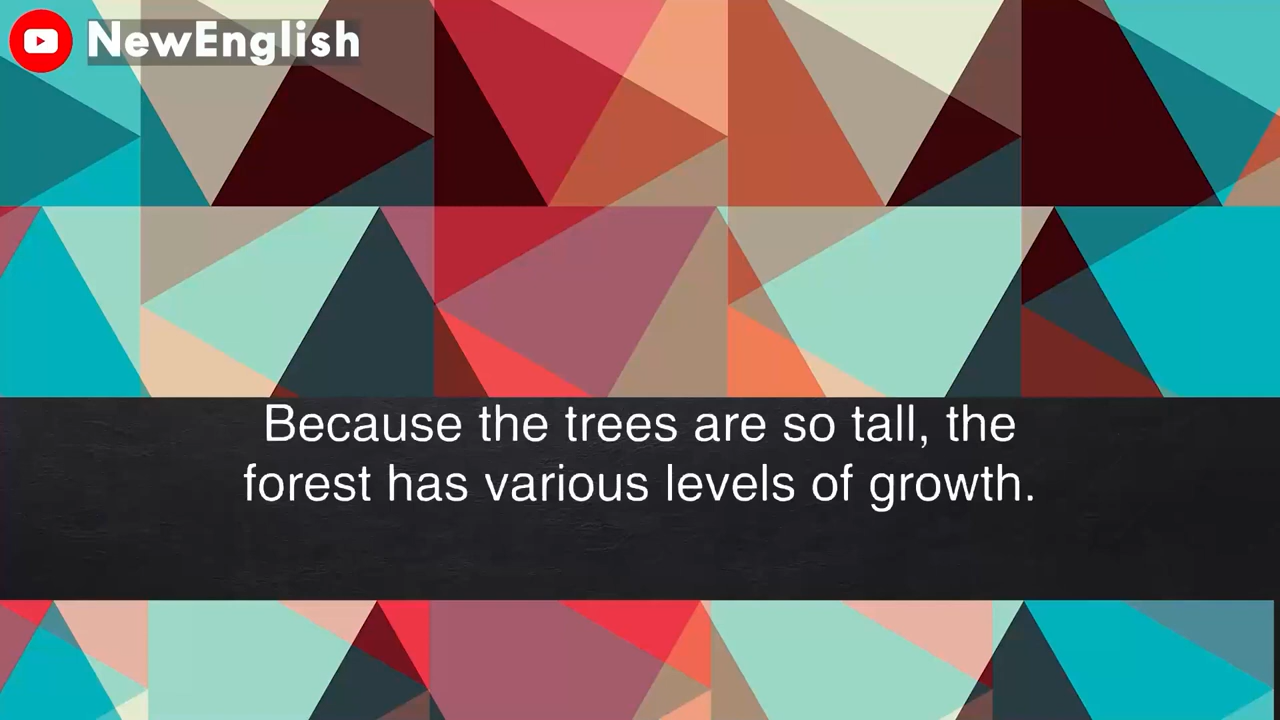 NewEnglish
Because the trees are so tall, the
forest has various levels of growth.